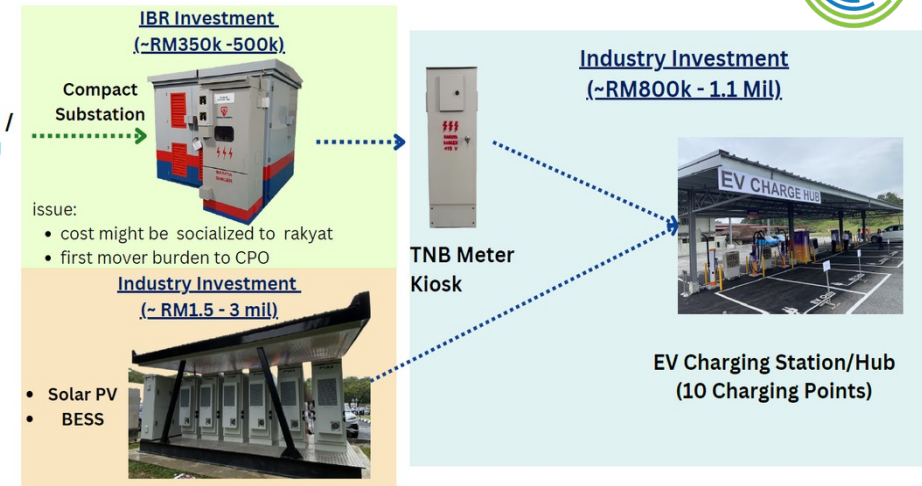 IBR Investment
(~RM350k -500k)
Compact
Substation
/
issue:
• cost might be socialized to rakyat
• first mover burden to CPO
Industry Investment
(~ RM1.5 - 3 mil)
• Solar PV
• BESS
TNB Meter
Kiosk
Industry Investment
(~RM800k - 1.1 Mil)
EV CHARGE HUB
EV Charging Station/Hub
(10 Charging Points)